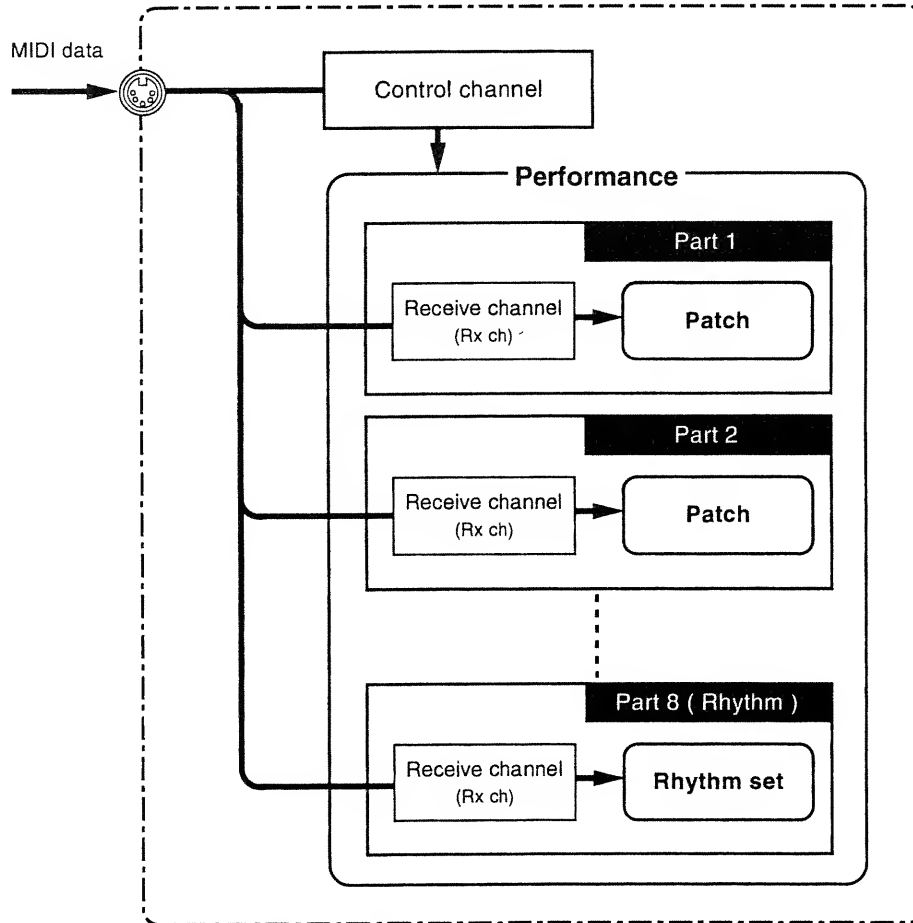 MIDI data
Control channel
Performance
Part 1
Receive channel
(Rx ch)
Patch
Part 2
Receive channel
(Rx ch)
Patch
Part 8 ( Rhythm )
Receive channel
(Rx ch)
Rhythm set